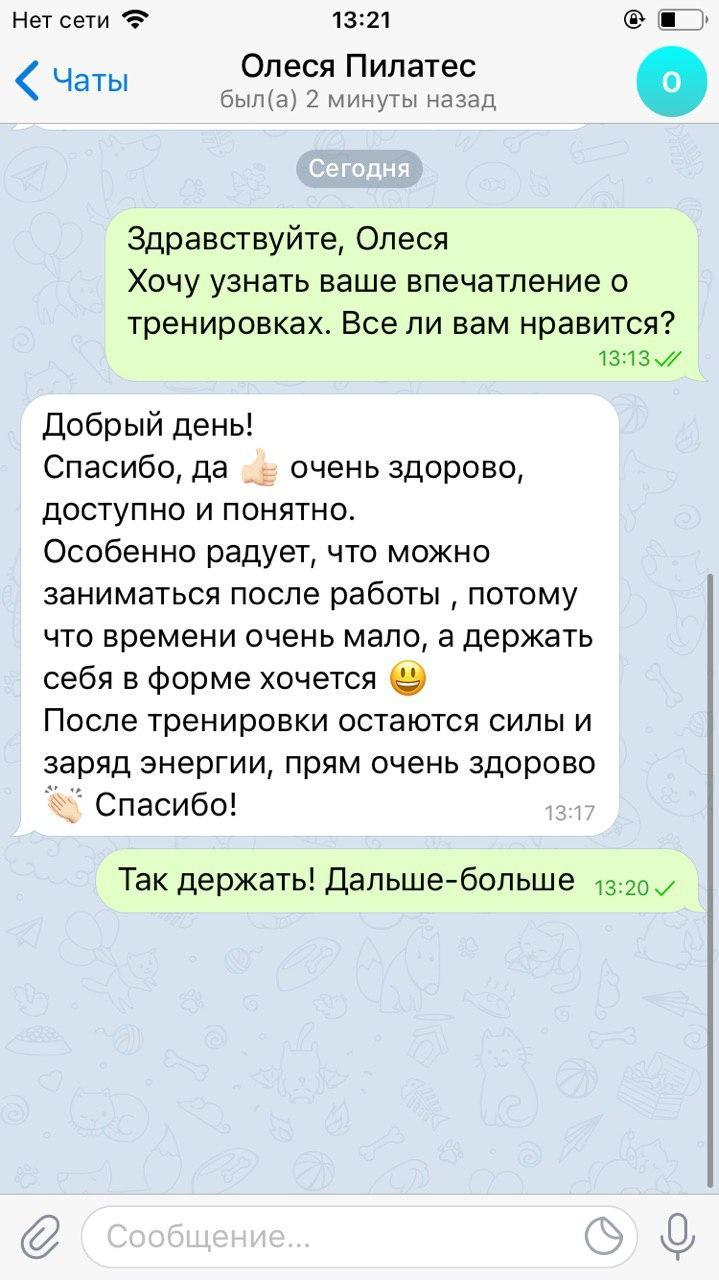 Нет сети 13:21
Чаты
Олеся Пилатес
был(а) 2 минуты назад
О
Сегодня
Здравствуйте, Олеся
Хочу узнать ваше впечатление о
тренировках. Все ли вам нравится?
13:13
Добрый день!
Спасибо, да 👍🏻 очень здорово,
доступно и понятно.
Особенно радует, что можно
заниматься после работы , потому
что времени очень мало, а держать
себя в форме хочется 😃
После тренировки остаются силы и
заряд энергии, прям очень здорово
👏🏻 Спасибо!
13:17
Так держать! Дальше-больше 13:20
Сообщение...